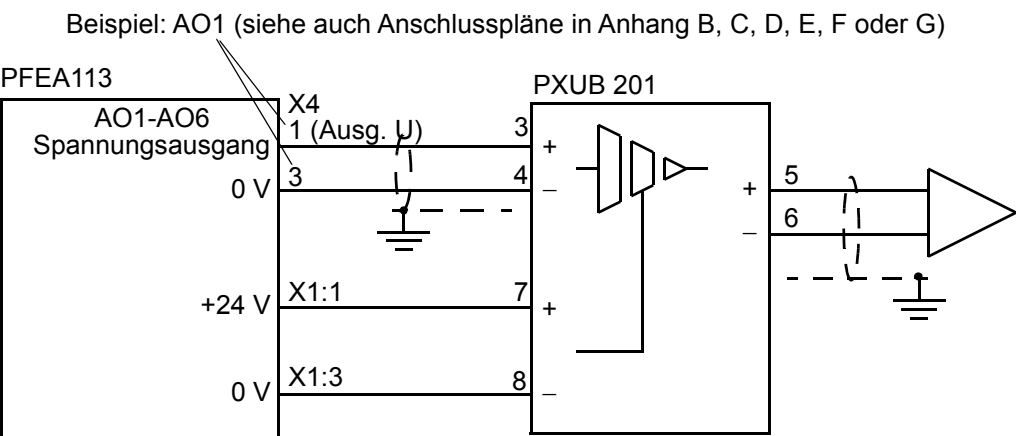 Beispiel: AO1 (siehe auch Anschlusspläne in Anhang B, C, D, E, F oder G)
PFEA113
PXUB 201
AO1-AO6
Spannungsausgang
X4
1 (Ausg. U)
3
+
0 V
3
4
–
+
5
–
6
+24 V
X1:1
7
+
0 V
X1:3
8
–